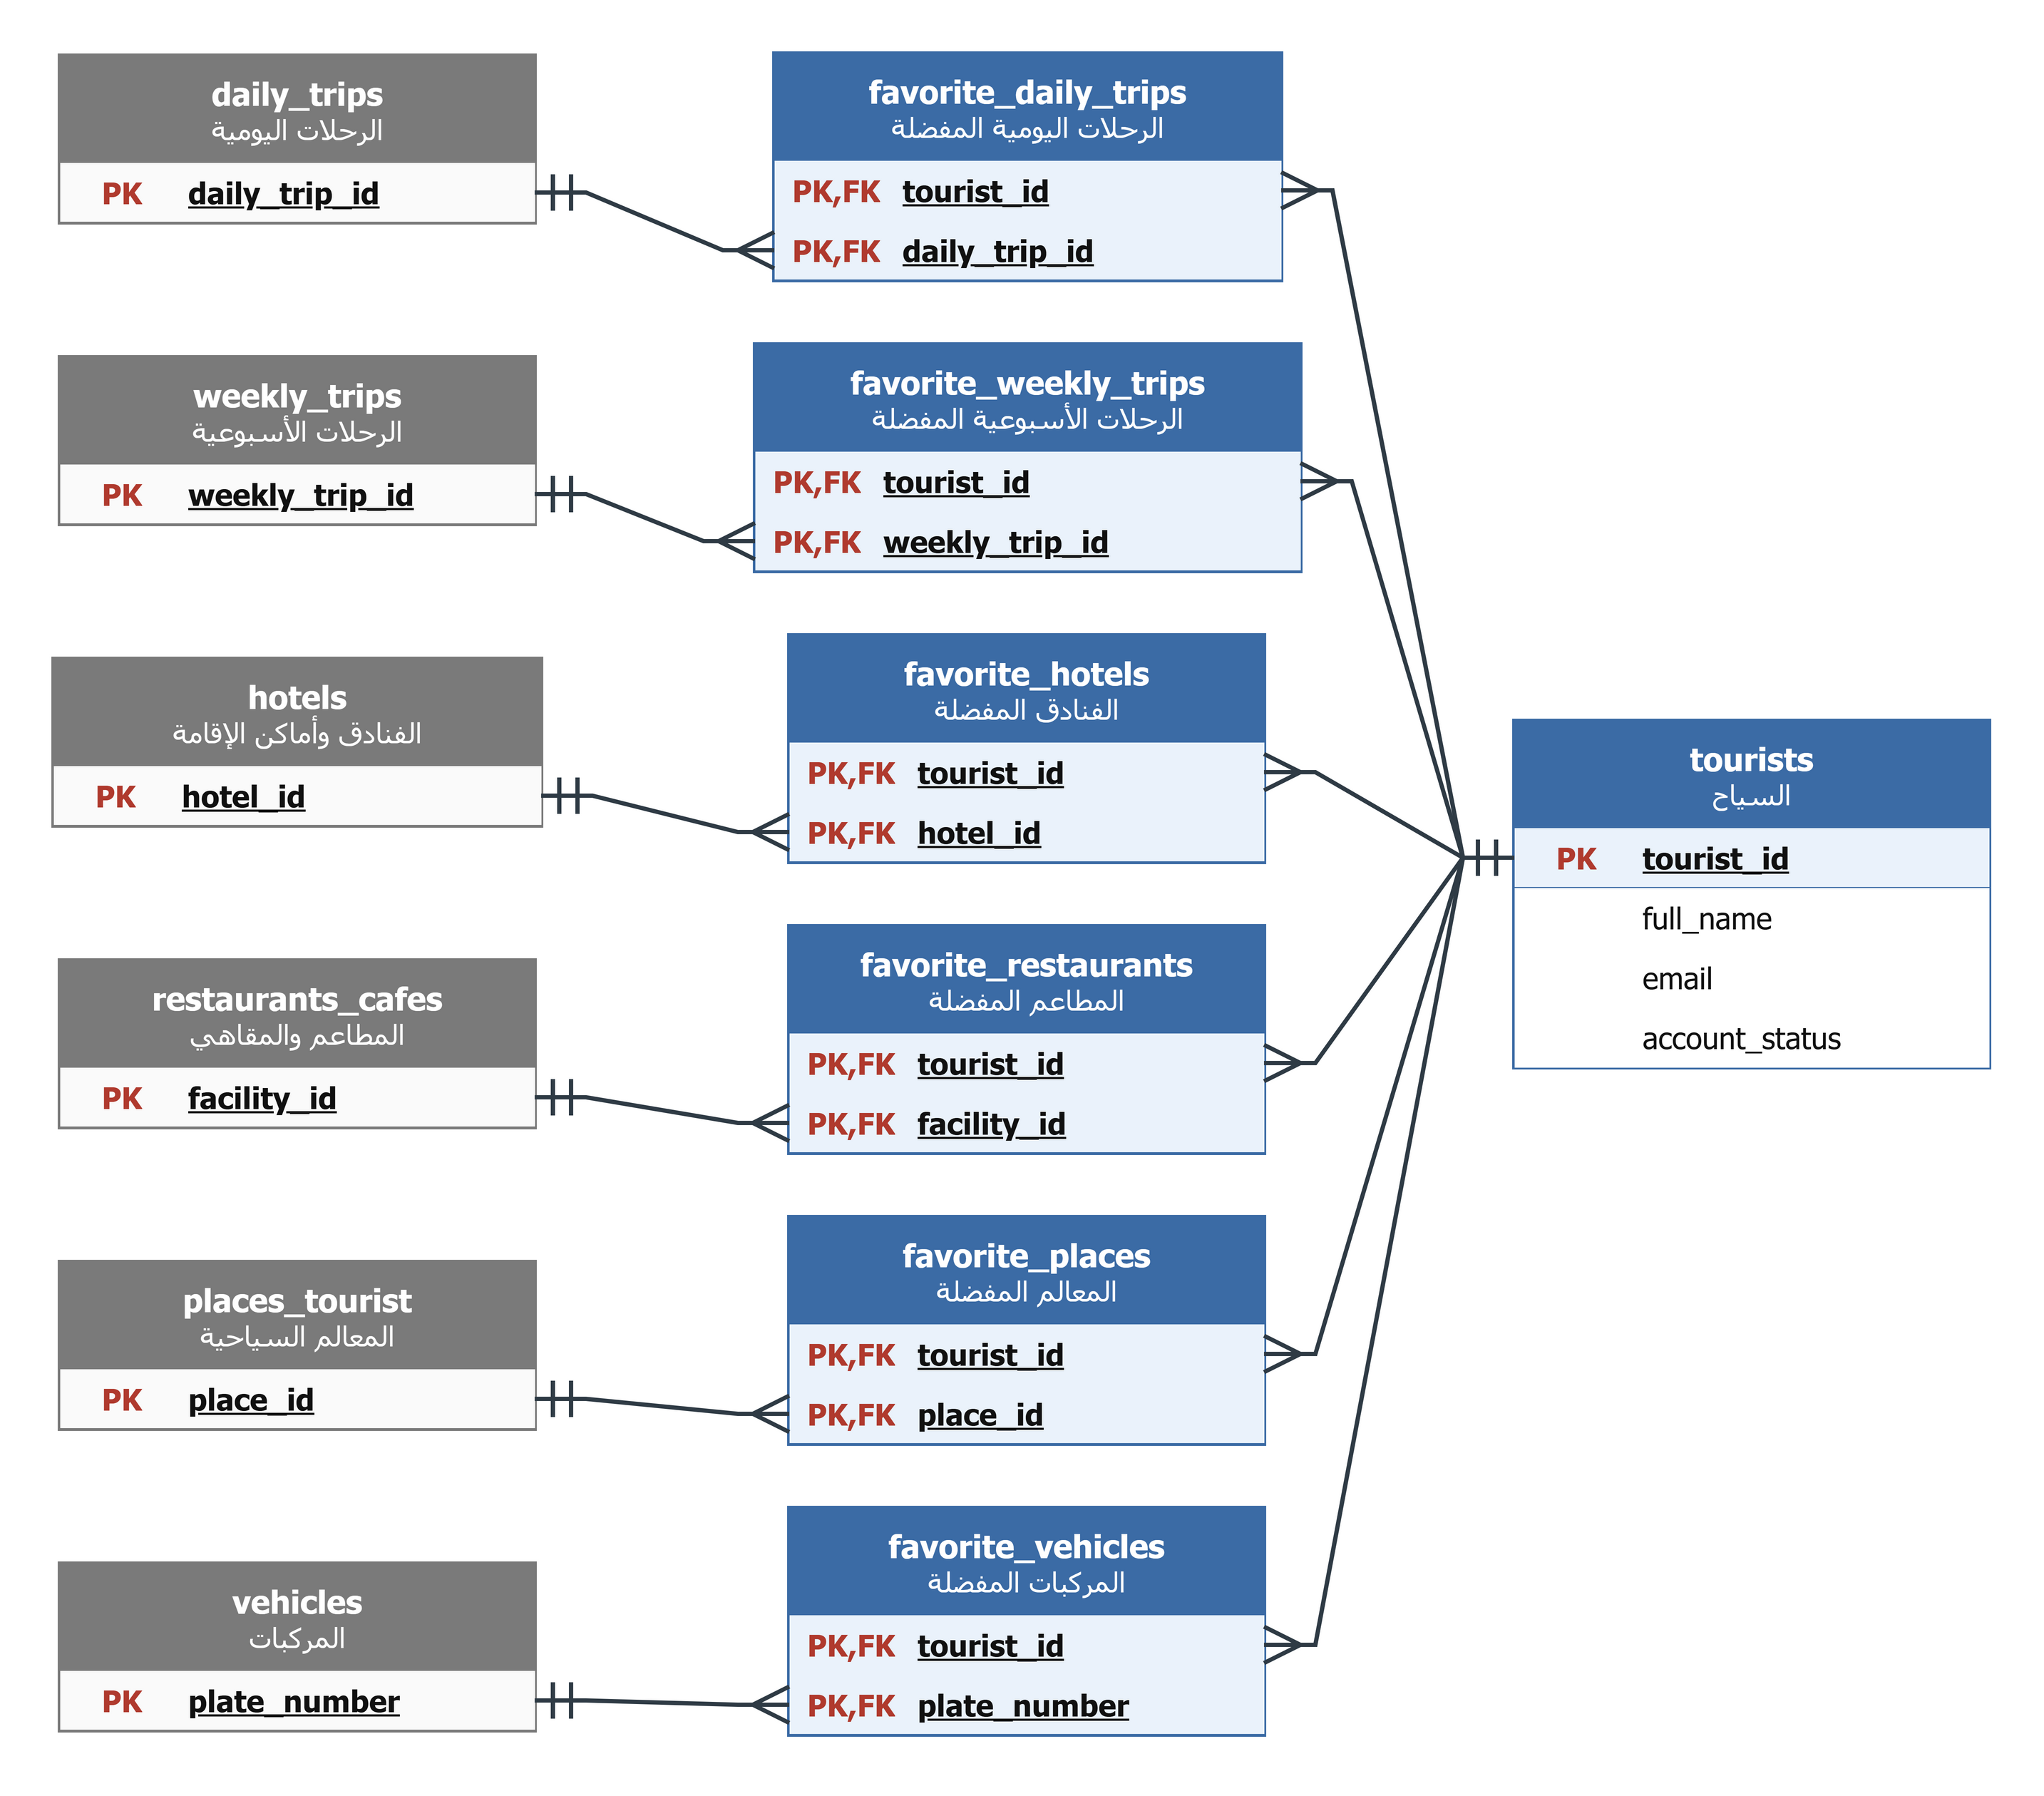 daily_trips
الرحلات اليومية
PK daily_trip_id
favorite_daily_trips
الرحلات اليومية المفضلة
PK,FK tourist_id
PK,FK daily_trip_id
weekly_trips
الرحلات الأسبوعية
PK weekly_trip_id
favorite_weekly_trips
الرحلات الأسبوعية المفضلة
PK,FK tourist_id
PK,FK weekly_trip_id
hotels
الفنادق وأماكن الإقامة
PK hotel_id
favorite_hotels
الفنادق المفضلة
PK,FK tourist_id
PK,FK hotel_id
tourists
السياح
PK tourist_id
full_name
email
account_status
restaurants_cafes
المطاعم والمقاهي
PK facility_id
favorite_restaurants
المطاعم المفضلة
PK,FK tourist_id
PK,FK facility_id
places_tourist
المعالم السياحية
PK place_id
favorite_places
المعالم المفضلة
PK,FK tourist_id
PK,FK place_id
vehicles
المركبات
PK plate_number
favorite_vehicles
المركبات المفضلة
PK,FK tourist_id
PK,FK plate_number